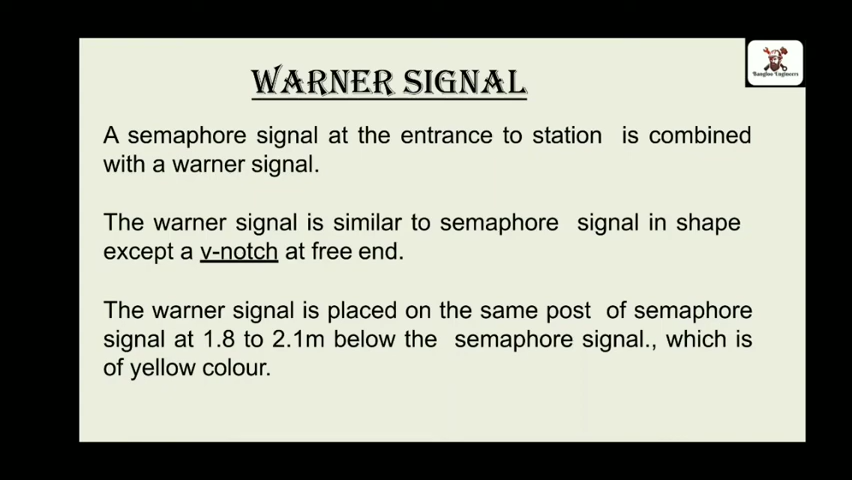 WARNER SIGNAL
Bangloo Engineers
A semaphore signal at the entrance to station is combined
with a warner signal.
The warner signal is similar to semaphore signal in shape
except a v-notch at free end.
The warner signal is placed on the same post of semaphore
signal at 1.8 to 2.1m below the semaphore signal., which is
of yellow colour.